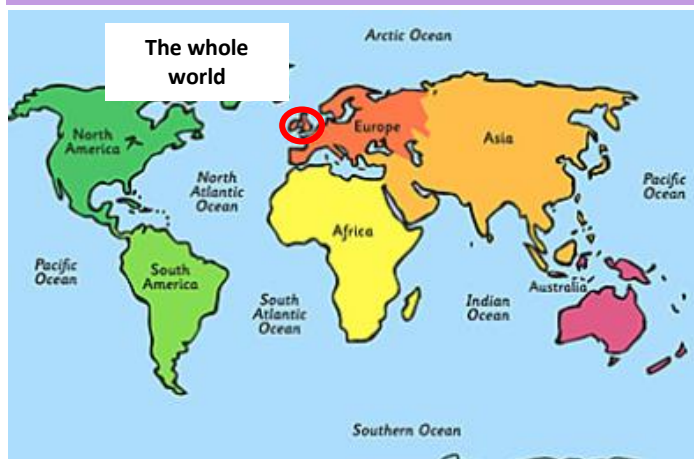 The whole
world
Arctic Ocean
North
America
Europe
Asia
North
Atlantic
Ocean
Pacific
Ocean
Africa
Pacific
Ocean
South
America
South
Atlantic
Ocean
Indian
Ocean
Australia
Southern Ocean